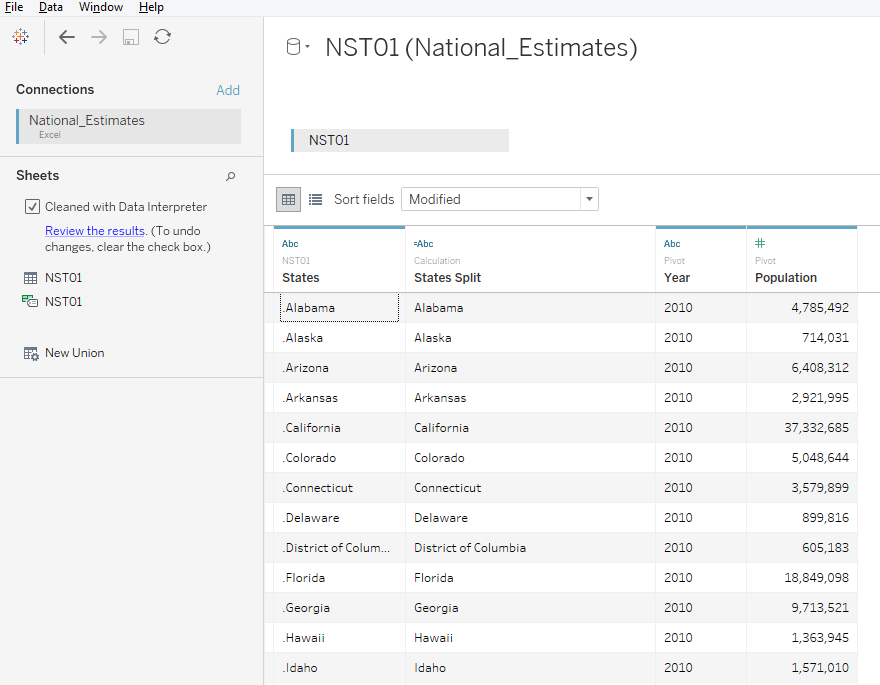 File Data Window Help
NST01 (National_Estimates)
Connections Add
National_Estimates
Excel
NST01
Sheets
Cleaned with Data Interpreter
Review the results. (To undo
changes, clear the check box.)
NST01
NST01
New Union
Sort fields Modified
Abc =Abc Abc #
NST01 Calculation Pivot Pivot
States States Split Year Population
.Alabama Alabama 2010 4,785,492
.Alaska Alaska 2010 714,031
.Arizona Arizona 2010 6,408,312
.Arkansas Arkansas 2010 2,921,995
.California California 2010 37,332,685
.Colorado Colorado 2010 5,048,644
.Connecticut Connecticut 2010 3,579,899
.Delaware Delaware 2010 899,816
.District of Colum... District of Columbia 2010 605,183
.Florida Florida 2010 18,849,098
.Georgia Georgia 2010 9,713,521
.Hawaii Hawaii 2010 1,363,945
.Idaho Idaho 2010 1,571,010